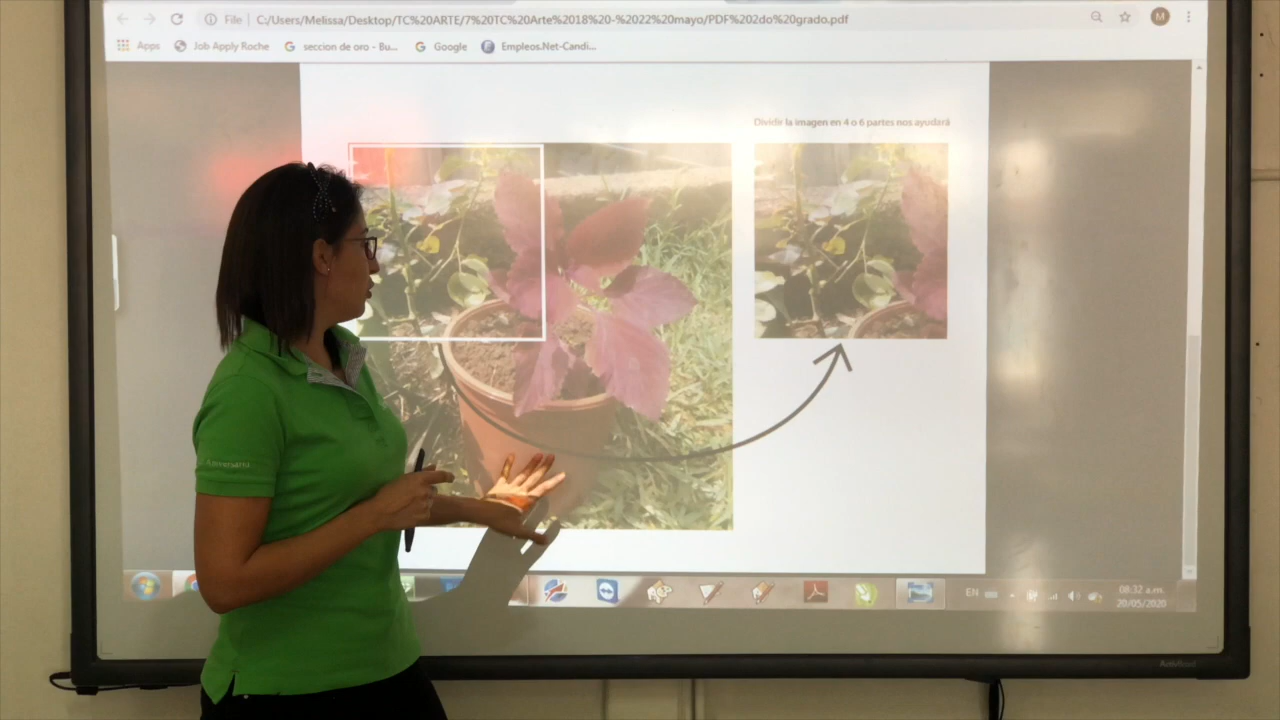 File | C:/Users/Melissa/Desktop/TC%20ARTE/7%20TC%20Arte%2018%20-%2022%20mayo/PDF%202do%20grado.pdf
M
Apps Job Apply Roche seccion de oro - Bu... Google Empleos.Net-Candi...
Dividir la imagen en 4 o 6 partes nos ayudará
EN
08:32 a.m.
20/05/2020